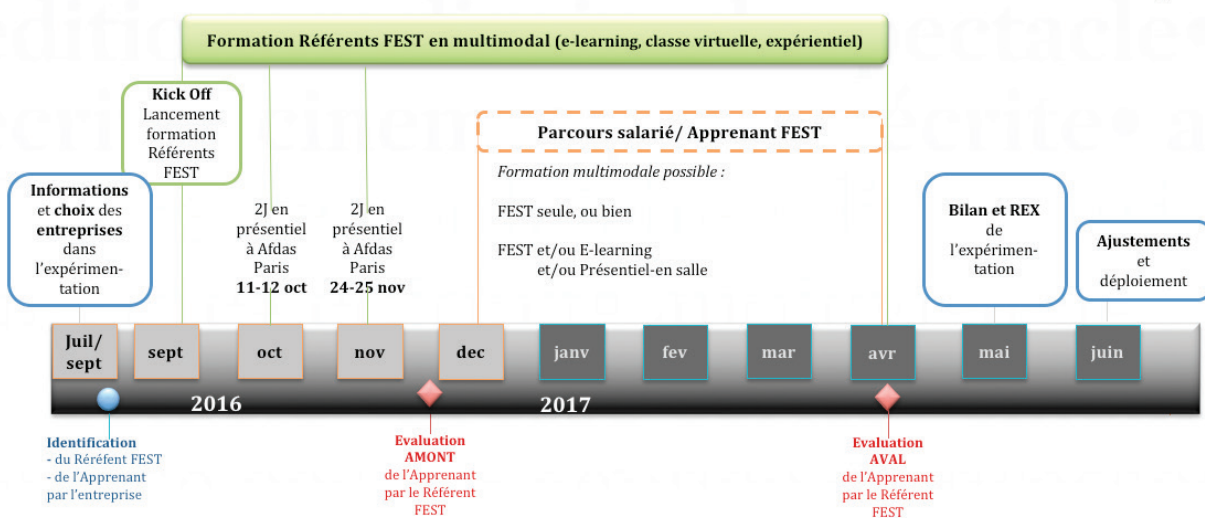 Formation Référents FEST en multimodal (e-learning, classe virtuelle, expérientiel)
Kick Off
Lancement
formation
Référents
FEST
Parcours salarié/ Apprenant FEST
Formation multimodale possible :
FEST seule, ou bien
FEST et/ou E-learning
et/ou Présentiel-en salle
Informations
et choix des
entreprises
dans
l'expérimen-
tation
2J en
présentiel
à Afdas
Paris
11-12 oct
2J en
présentiel
à Afdas
Paris
24-25 nov
Bilan et REX
de
l'expérimen-
tation
Ajustements
et
déploiement
Juil/
sept
sept
oct
nov
dec
janv
fev
mar
avr
mai
juin
2016
2017
Identification
- du Réréfent FEST
- de l'Apprenant
par l'entreprise
Evaluation
AMONT
de l'Apprenant
par le Référent
FEST
Evaluation
AVAL
de l'Apprenant
par le Référent
FEST